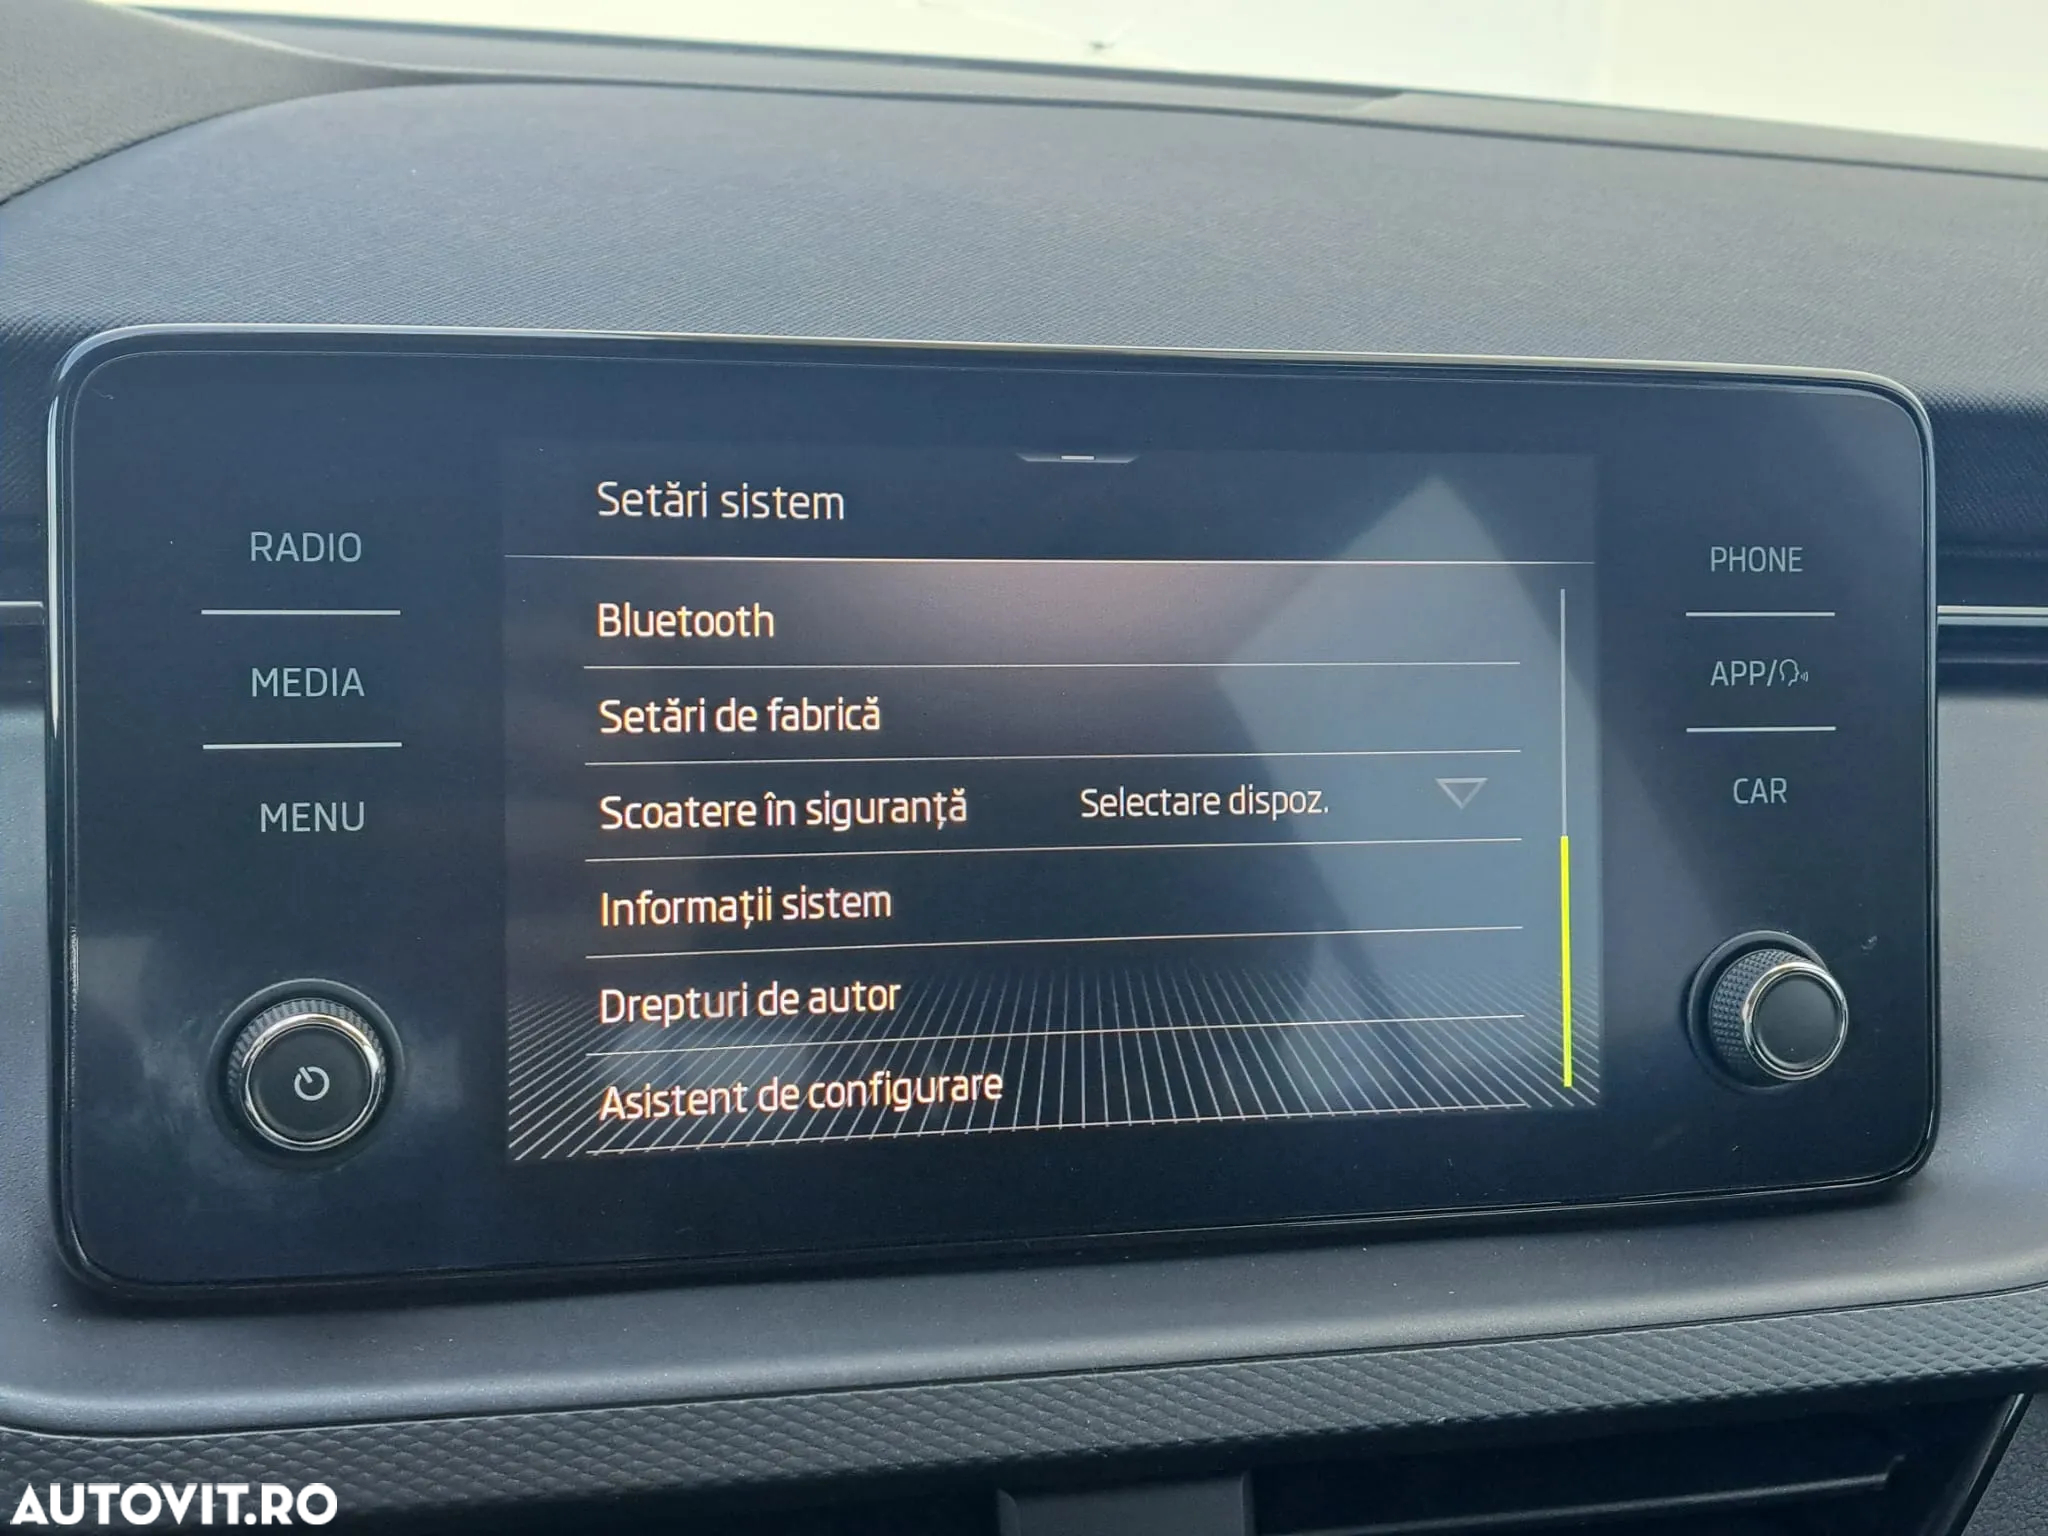 Setări sistem
RADIO
MEDIA
MENU
Bluetooth
Setări de fabrică
Scoatere în siguranță Selectare dispoz.
Informații sistem
Drepturi de autor
Asistent de configurare
PHONE
APP/
CAR
AUTOVIT.RO